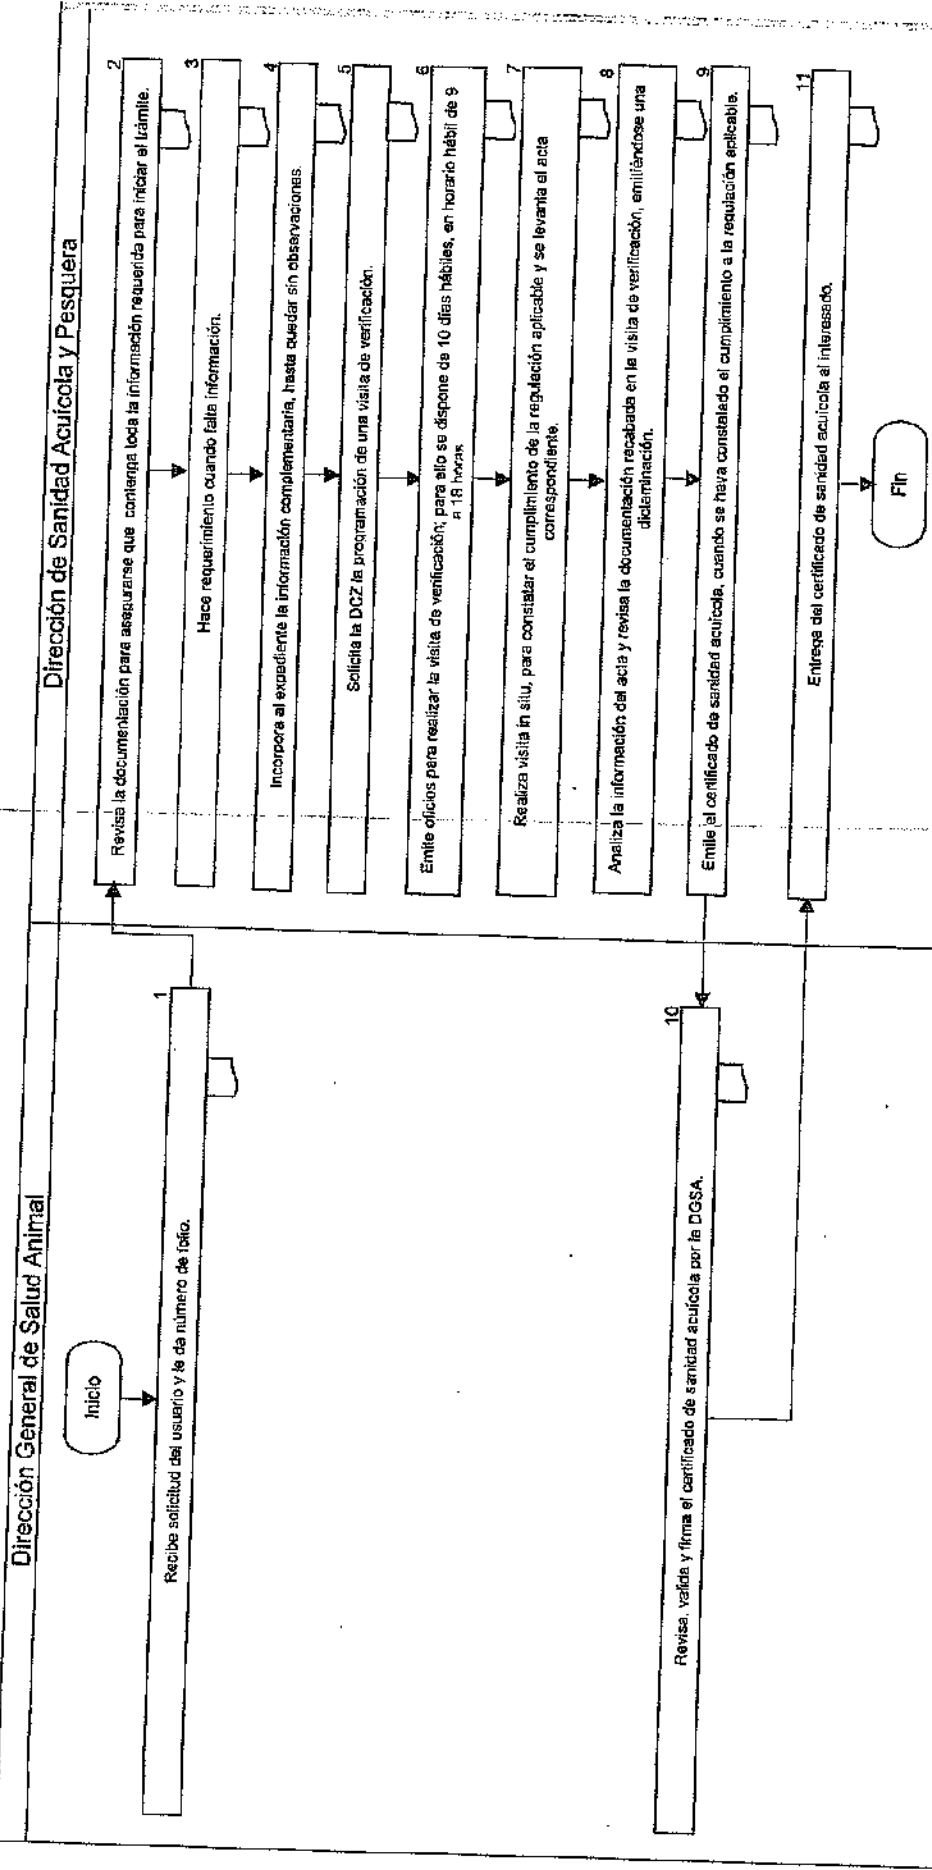 Dirección General de Salud Animal
Dirección de Sanidad Acuícola y Pesquera
Inicio
1
Recibe solicitud del usuario y le da número de folio.
2
Revisa la documentación para asegurarse que contenga toda la información requerida para iniciar el trámite.
3
Hace requerimiento cuando falta información.
4
Incorpora al expediente la información complementaria, hasta quedar sin observaciones.
5
Solicita la DCZ la programación de una visita de verificación.
6
Emite oficios para realizar la visita de verificación; para ello se dispone de 10 días hábiles, en horario hábil de 9
a 18 horas
7
Realiza visita in situ, para constatar el cumplimiento de la regulación aplicable y se levanta el acta
correspondiente.
8
Analiza la información del acta y revisa la documentación recabada en la visita de verificación, emitiéndose una
dictaminación.
9
Emite el certificado de sanidad acuícola, cuando se haya constatado el cumplimiento a la regulación aplicable.
10
Revisa, valida y firma el certificado de sanidad acuícola por la DGSA.
11
Entrega del certificado de sanidad acuícola al interesado.
Fin